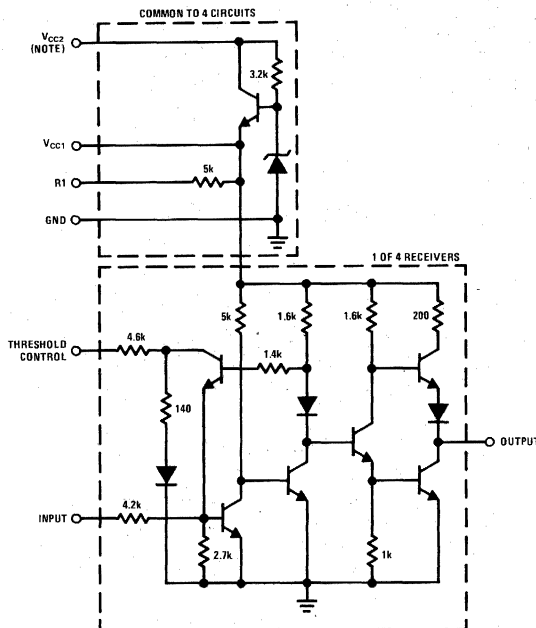 COMMON TO 4 CIRCUITS
VCC2
(NOTE)
3.2k
VCC1
5k
R1
GND
1 OF 4 RECEIVERS
5k
1.6k
1.6k
200
4.6k
THRESHOLD
CONTROL
1.4k
140
OUTPUT
4.2k
INPUT
2.7k
1k